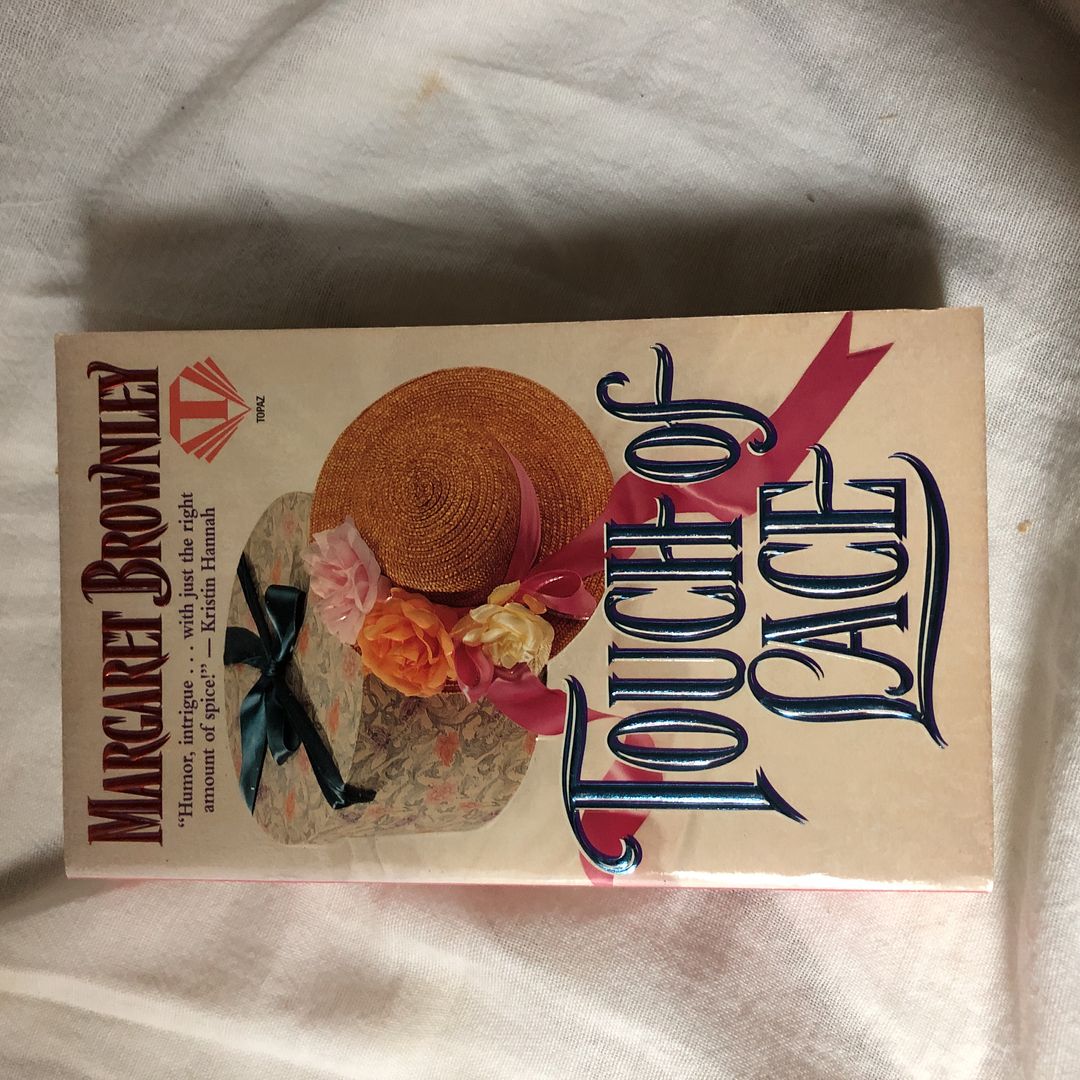 MARGARET BROWNLEY
T
TOPAZ
“Humor, intrigue . . . with just the right
amount of spice!” — Kristin Hannah
TOUCH OF
LACE